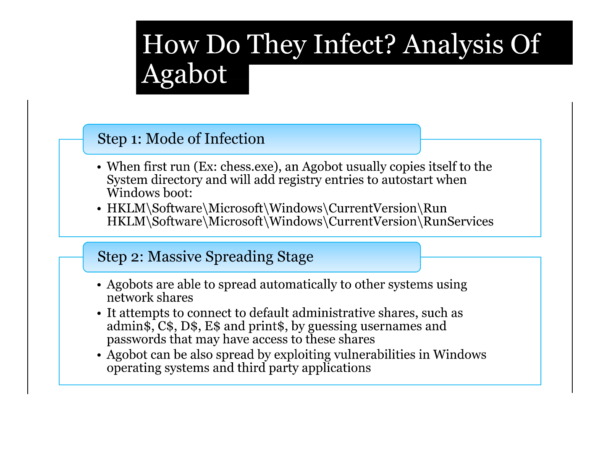 How Do They Infect? Analysis Of
Agabot
Step 1: Mode of Infection
• When first run (Ex: chess.exe), an Agobot usually copies itself to the
System directory and will add registry entries to autostart when
Windows boot:
• HKLM\Software\Microsoft\Windows\CurrentVersion\Run
HKLM\Software\Microsoft\Windows\CurrentVersion\RunServices
Step 2: Massive Spreading Stage
• Agobots are able to spread automatically to other systems using
network shares
• It attempts to connect to default administrative shares, such as
admin$, C$, D$, E$ and print$, by guessing usernames and
passwords that may have access to these shares
• Agobot can be also spread by exploiting vulnerabilities in Windows
operating systems and third party applications